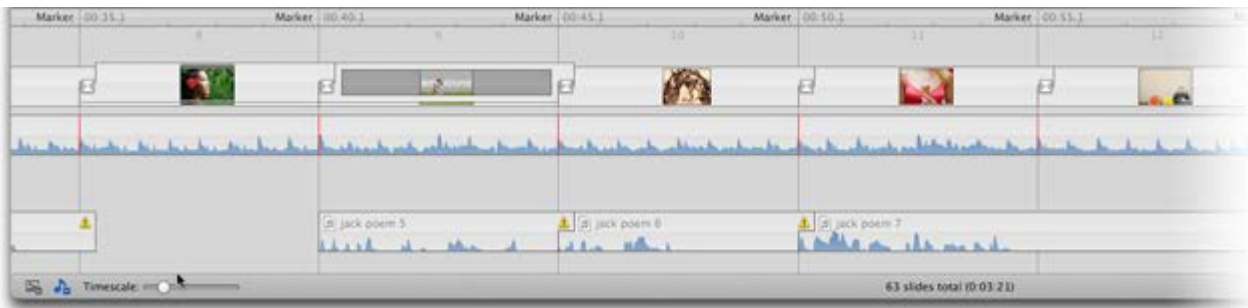 Marker 00:35.1 Marker 00:40.1 Marker 00:45.1 Marker 00:50.1 Marker 00:55.1
8 9 10 11 12
jack poem 5 jack poem 6 jack poem 7
Timescale: 63 slides total (0:03:21)